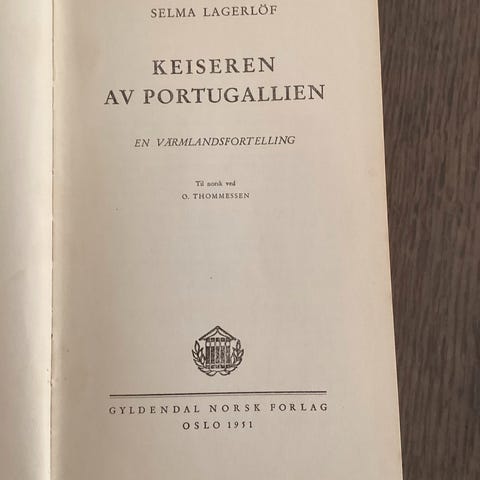 SELMA LAGERLÖF
KEISEREN
AV PORTUGALLIEN
EN VÄRMLANDSFORTELLING
Til norsk ved
O. THOMMESSEN
GYLDENDAL NORSK FORLAG
OSLO 1951